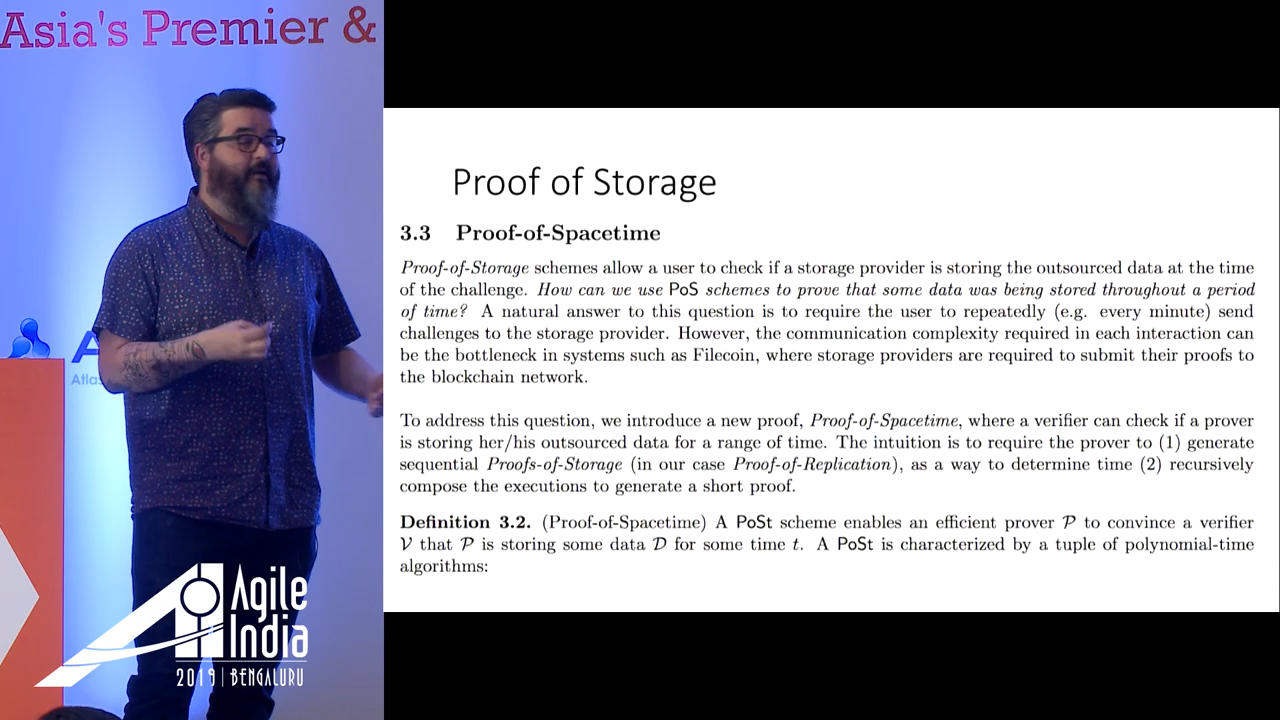 Asia's Premier &
Proof of Storage
3.3 Proof-of-Spacetime
Proof-of-Storage schemes allow a user to check if a storage provider is storing the outsourced data at the time
of the challenge. How can we use PoS schemes to prove that some data was being stored throughout a period
of time? A natural answer to this question is to require the user to repeatedly (e.g. every minute) send
challenges to the storage provider. However, the communication complexity required in each interaction can
be the bottleneck in systems such as Filecoin, where storage providers are required to submit their proofs to
the blockchain network.
To address this question, we introduce a new proof, Proof-of-Spacetime, where a verifier can check if a prover
is storing her/his outsourced data for a range of time. The intuition is to require the prover to (1) generate
sequential Proofs-of-Storage (in our case Proof-of-Replication), as a way to determine time (2) recursively
compose the executions to generate a short proof.
Definition 3.2. (Proof-of-Spacetime) A PoSt scheme enables an efficient prover 𝒫 to convince a verifier
𝒱 that 𝒫 is storing some data 𝒟 for some time t. A PoSt is characterized by a tuple of polynomial-time
algorithms:
A
Atlas
Agile
India
2019 | BENGALURU